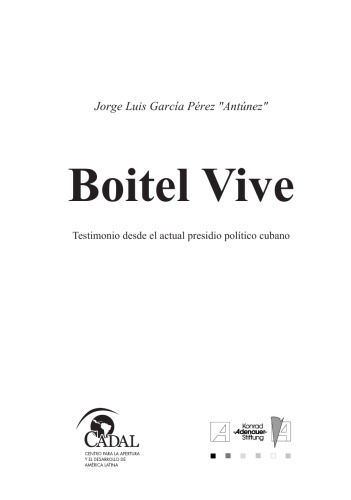 Jorge Luis García Pérez "Antúnez"
Boitel Vive
Testimonio desde el actual presidio político cubano
CADAL
CENTRO PARA LA APERTURA
Y EL DESARROLLO DE
AMÉRICA LATINA
A
Konrad
Adenauer
Stiftung
A